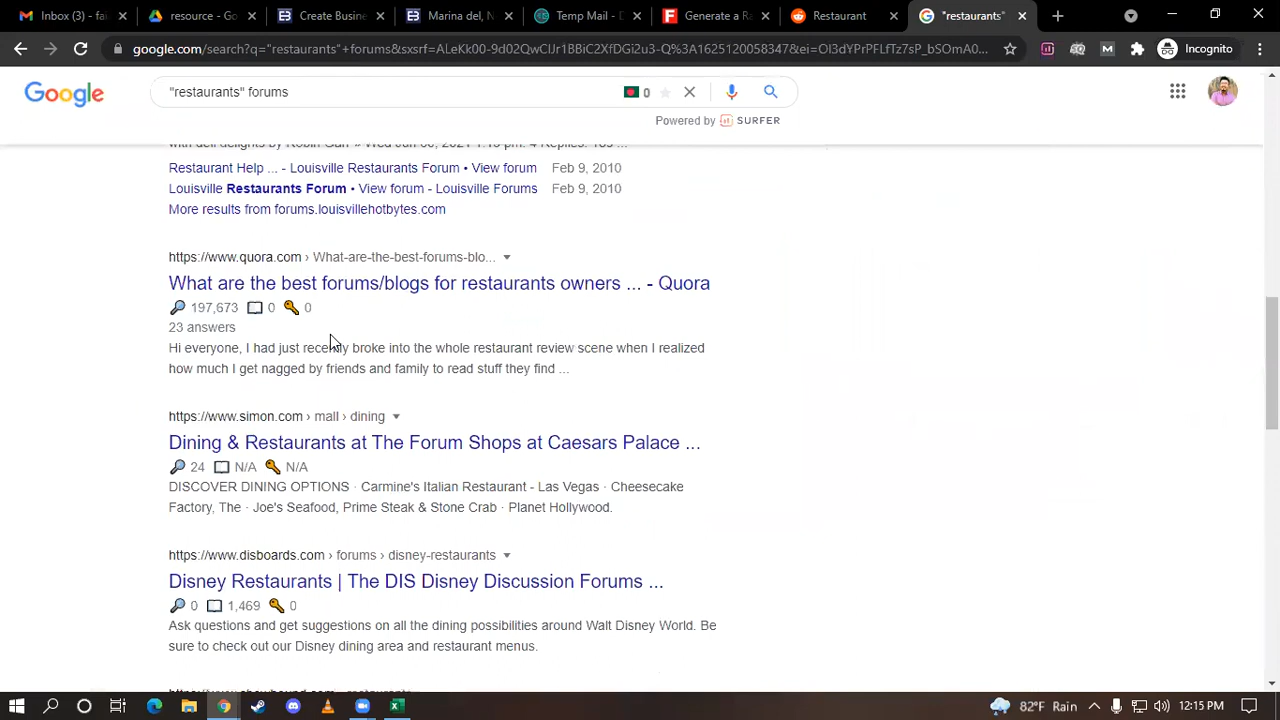 Inbox (3) - fai
resource - Go
Create Busine
Marina del, N
Temp Mail - D
Generate a Ra
Restaurant
"restaurants"
google.com/search?q="restaurants"+forums&sxsrf=ALeKk00-9d02QwCIJr1BBiC2XfDGi2u3-Q%3A1625120058347&ei=OI3dYPrPFLfTz7sP_bSOmA0...
Incognito
Google
"restaurants" forums
0
Powered by SURFER
Restaurant Help ... - Louisville Restaurants Forum • View forum Feb 9, 2010
Louisville Restaurants Forum • View forum - Louisville Forums Feb 9, 2010
More results from forums.louisvillehotbytes.com
https://www.quora.com › What-are-the-best-forums-blo...
What are the best forums/blogs for restaurants owners ... - Quora
197,673 0 0
23 answers
Hi everyone, I had just recently broke into the whole restaurant review scene when I realized
how much I get nagged by friends and family to read stuff they find ...
https://www.simon.com › mall › dining
Dining & Restaurants at The Forum Shops at Caesars Palace ...
24 N/A N/A
DISCOVER DINING OPTIONS · Carmine's Italian Restaurant - Las Vegas · Cheesecake
Factory, The · Joe's Seafood, Prime Steak & Stone Crab · Planet Hollywood.
https://www.disboards.com › forums › disney-restaurants
Disney Restaurants | The DIS Disney Discussion Forums ...
0 1,469 0
Ask questions and get suggestions on all the dining possibilities around Walt Disney World. Be
sure to check out our Disney dining area and restaurant menus.
82°F Rain
12:15 PM